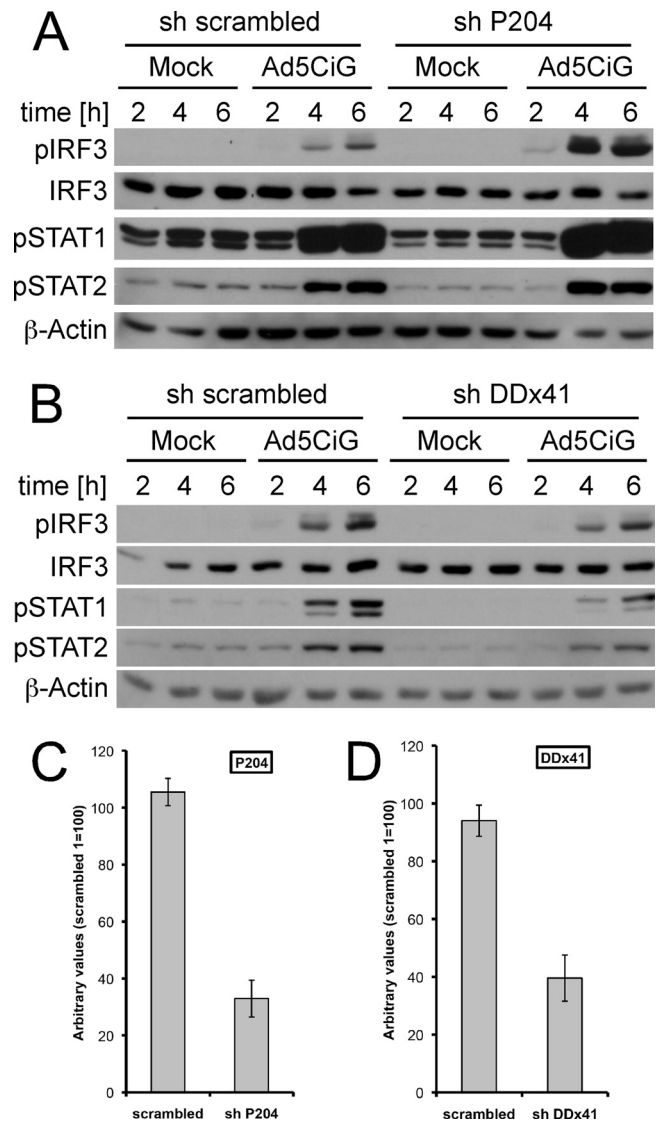 A
sh scrambled sh P204
Mock Ad5CiG Mock Ad5CiG
time [h] 2 4 6 2 4 6 2 4 6 2 4 6
pIRF3
IRF3
pSTAT1
pSTAT2
β-Actin
B
sh scrambled sh DDx41
Mock Ad5CiG Mock Ad5CiG
time [h] 2 4 6 2 4 6 2 4 6 2 4 6
pIRF3
IRF3
pSTAT1
pSTAT2
β-Actin
C
P204
Arbitrary values (scrambled 1=100)
120
100
80
60
40
20
0
scrambled sh P204
D
DDx41
Arbitrary values (scrambled 1=100)
120
100
80
60
40
20
0
scrambled sh DDx41